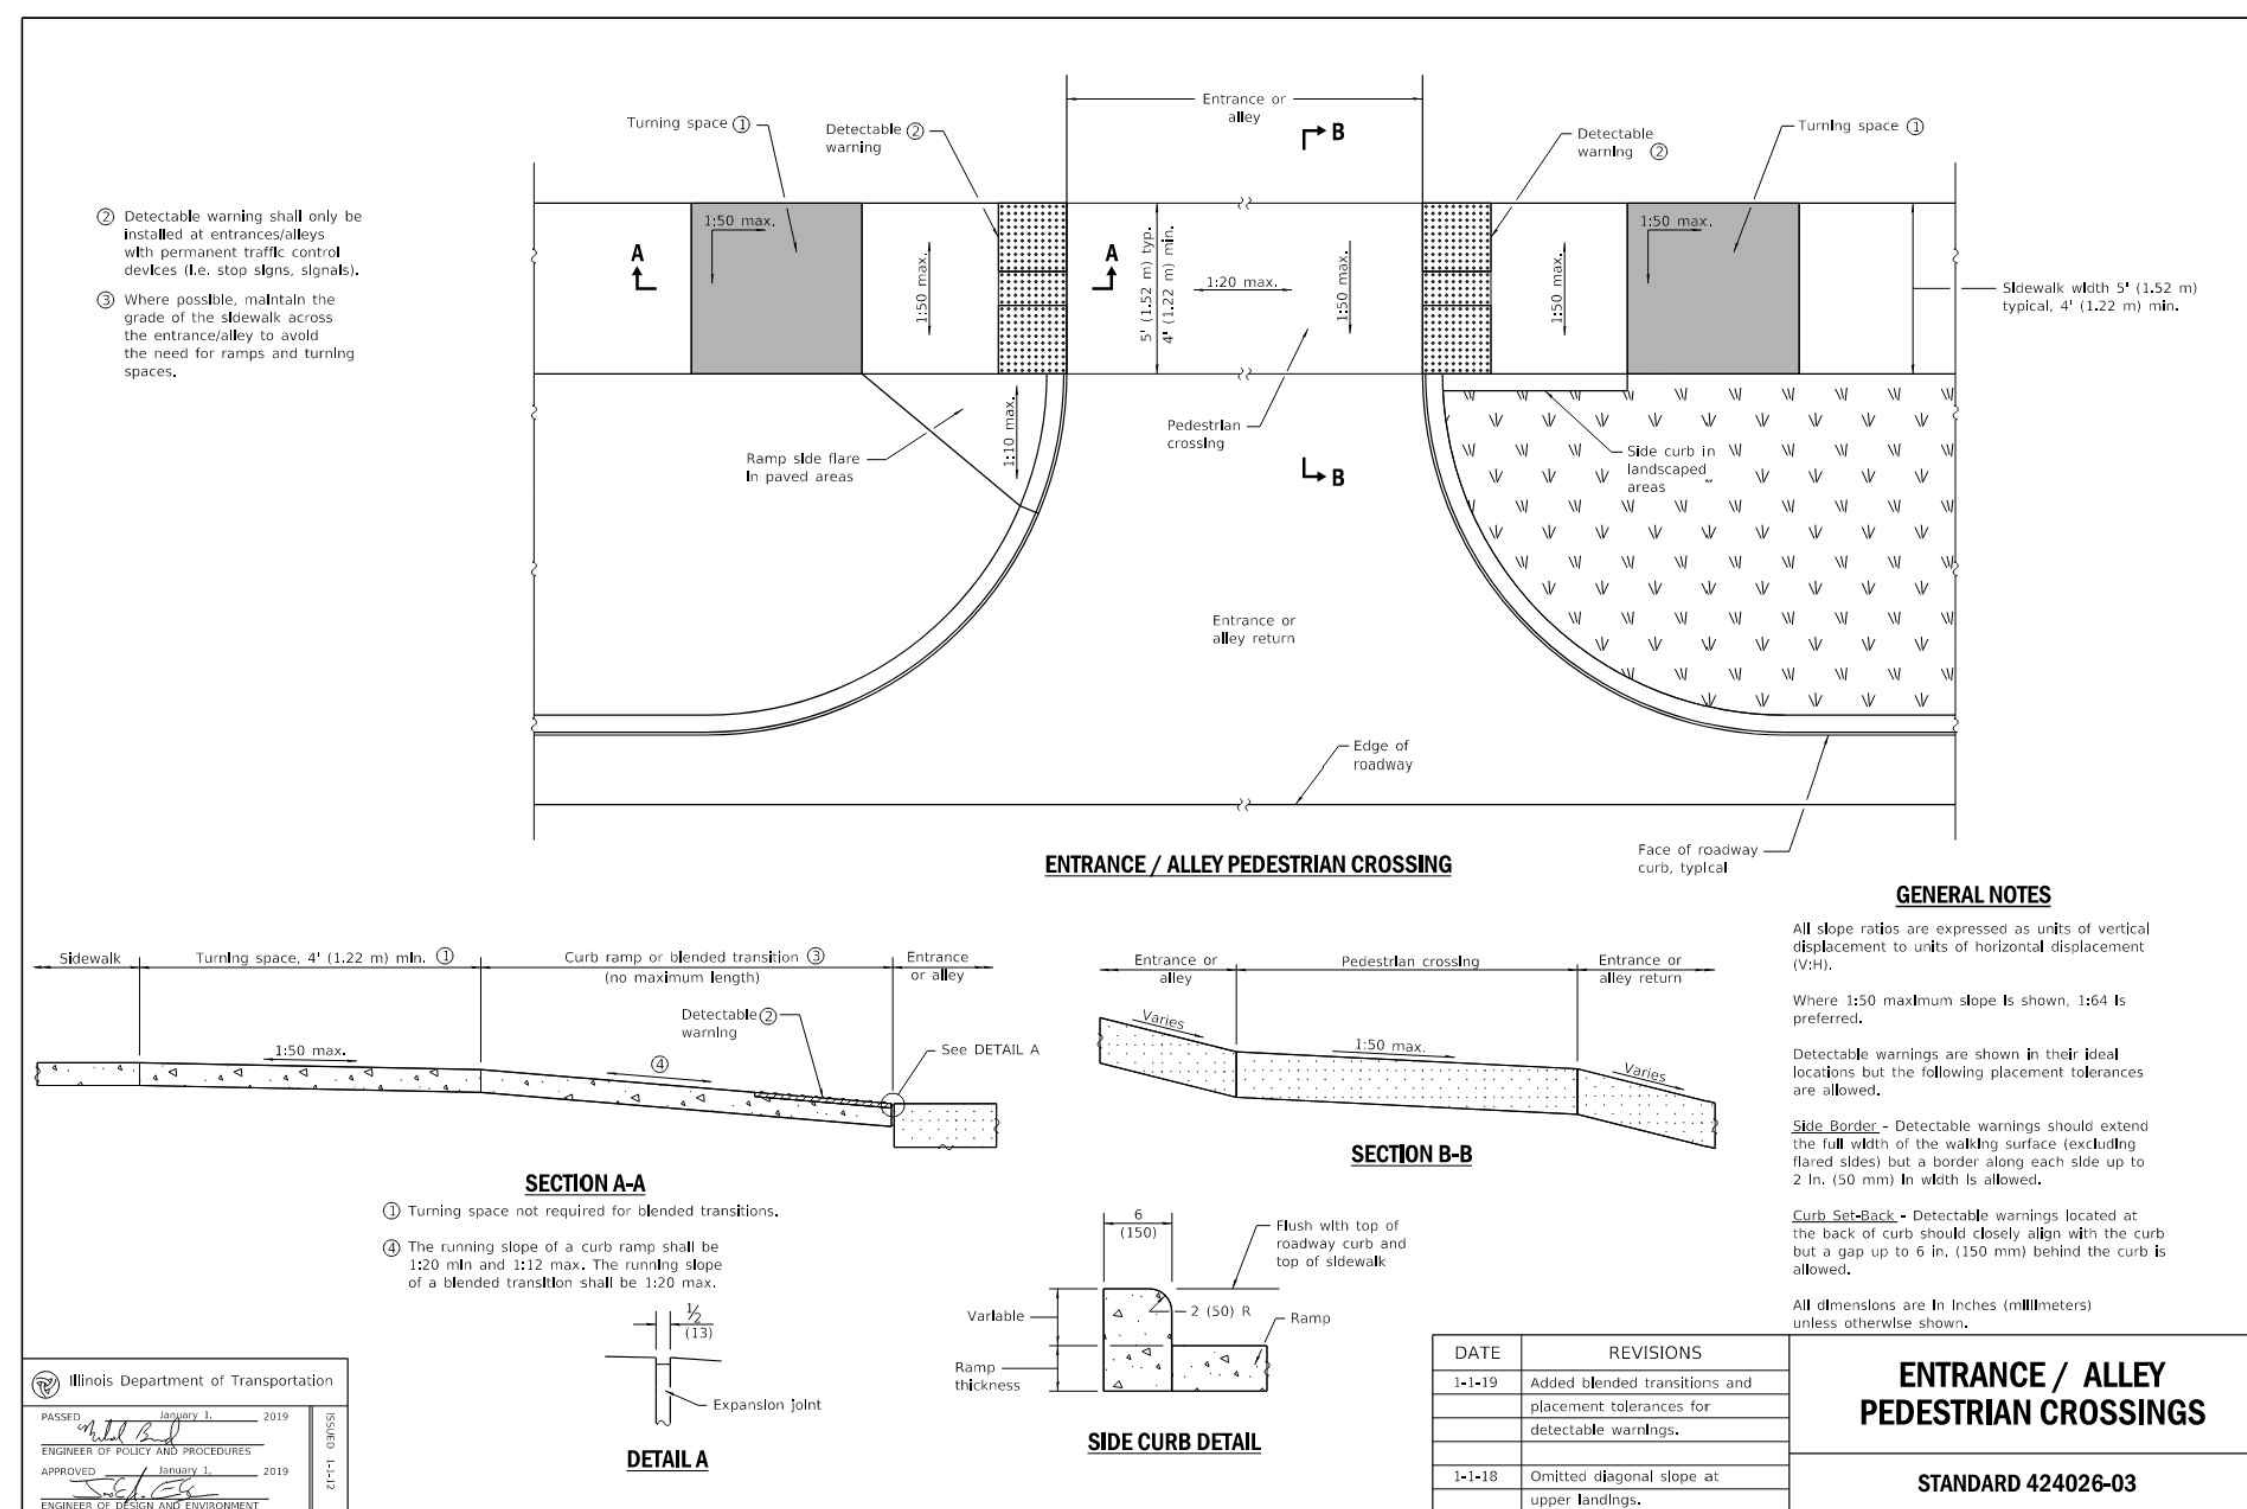 Entrance or
alley
B
Turning space ①
Detectable ②
warning
Detectable
warning ②
Turning space ①
② Detectable warning shall only be
installed at entrances/alleys
with permanent traffic control
devices (i.e. stop signs, signals).
③ Where possible, maintain the
grade of the sidewalk across
the entrance/alley to avoid
the need for ramps and turning
spaces.
A
1:50 max.
1:50 max.
A
5' (1.52 m) typ.
4' (1.22 m) min.
1:20 max.
1:50 max.
1:50 max.
1:50 max.
Sidewalk width 5' (1.52 m)
typical, 4' (1.22 m) min.
Ramp side flare
in paved areas
1:10 max.
Pedestrian
crossing
B
Side curb in
landscaped
areas
Entrance or
alley return
Edge of
roadway
Face of roadway
curb, typical
ENTRANCE / ALLEY PEDESTRIAN CROSSING
Sidewalk
Turning space, 4' (1.22 m) min. ①
Curb ramp or blended transition ③
(no maximum length)
Entrance
or alley
Detectable ②
warning
See DETAIL A
1:50 max.
④
SECTION A-A
① Turning space not required for blended transitions.
④ The running slope of a curb ramp shall be
1:20 min and 1:12 max. The running slope
of a blended transition shall be 1:20 max.
Entrance or
alley
Pedestrian crossing
Entrance or
alley return
Varies
1:50 max.
Varies
SECTION B-B
½
(13)
Expansion joint
DETAIL A
6
(150)
Flush with top of
roadway curb and
top of sidewalk
Variable
2 (50) R
Ramp
Ramp
thickness
SIDE CURB DETAIL
GENERAL NOTES
All slope ratios are expressed as units of vertical
displacement to units of horizontal displacement
(V:H).
Where 1:50 maximum slope is shown, 1:64 is
preferred.
Detectable warnings are shown in their ideal
locations but the following placement tolerances
are allowed.
Side Border - Detectable warnings should extend
the full width of the walking surface (excluding
flared sides) but a border along each side up to
2 in. (50 mm) in width is allowed.
Curb Set-Back - Detectable warnings located at
the back of curb should closely align with the curb
but a gap up to 6 in. (150 mm) behind the curb is
allowed.
All dimensions are in inches (millimeters)
unless otherwise shown.
Illinois Department of Transportation
PASSED January 1, 2019
ENGINEER OF POLICY AND PROCEDURES
APPROVED January 1, 2019
ENGINEER OF DESIGN AND ENVIRONMENT
ISSUED 1-1-12
DATE REVISIONS
1-1-19 Added blended transitions and
placement tolerances for
detectable warnings.
1-1-18 Omitted diagonal slope at
upper landings.
ENTRANCE / ALLEY
PEDESTRIAN CROSSINGS
STANDARD 424026-03